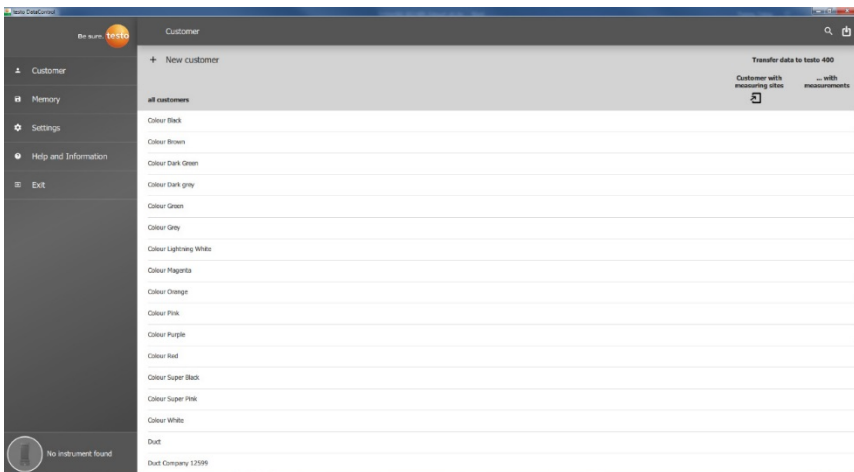 testo DataControl
Be sure. testo
Customer
Customer
Memory
Settings
Help and Information
Exit
No instrument found
+ New customer
Transfer data to testo 400
Customer with
measuring sites
... with
measurements
all customers
Colour Black
Colour Brown
Colour Dark Green
Colour Dark grey
Colour Green
Colour Grey
Colour Lightning White
Colour Magenta
Colour Orange
Colour Pink
Colour Purple
Colour Red
Colour Super Black
Colour Super Pink
Colour White
Duct
Duct Company 12599